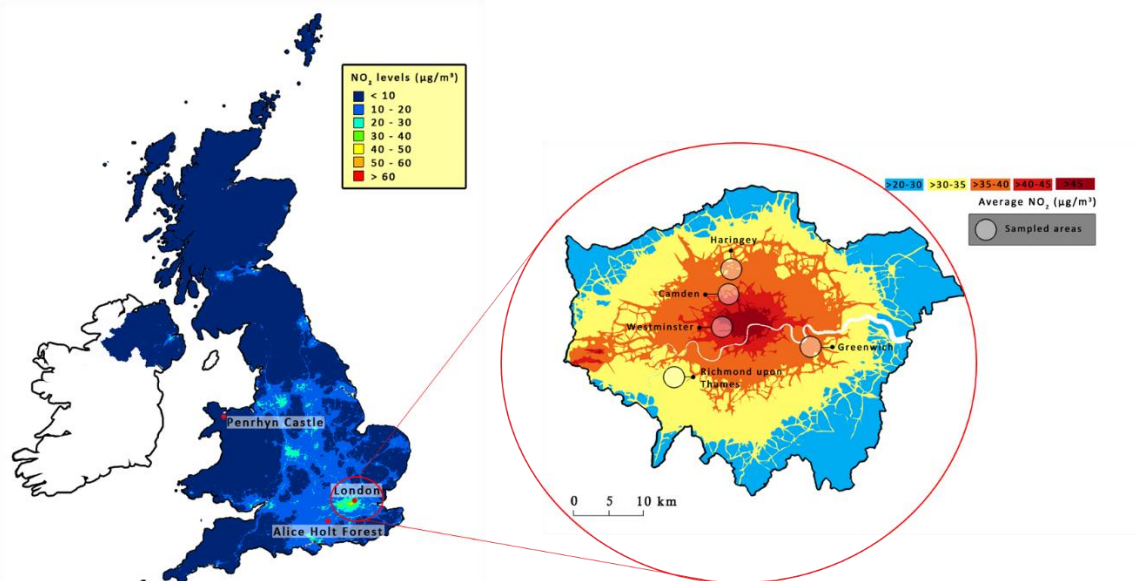 NO₂ levels (µg/m³)
< 10
10 - 20
20 - 30
30 - 40
40 - 50
50 - 60
> 60
Penrhyn Castle
London
Alice Holt Forest
>20-30 >30-35 >35-40 >40-45 >45
Average NO₂ (µg/m³)
Sampled areas
Haringey
Camden
Westminster
Greenwich
Richmond upon
Thames
0 5 10 km